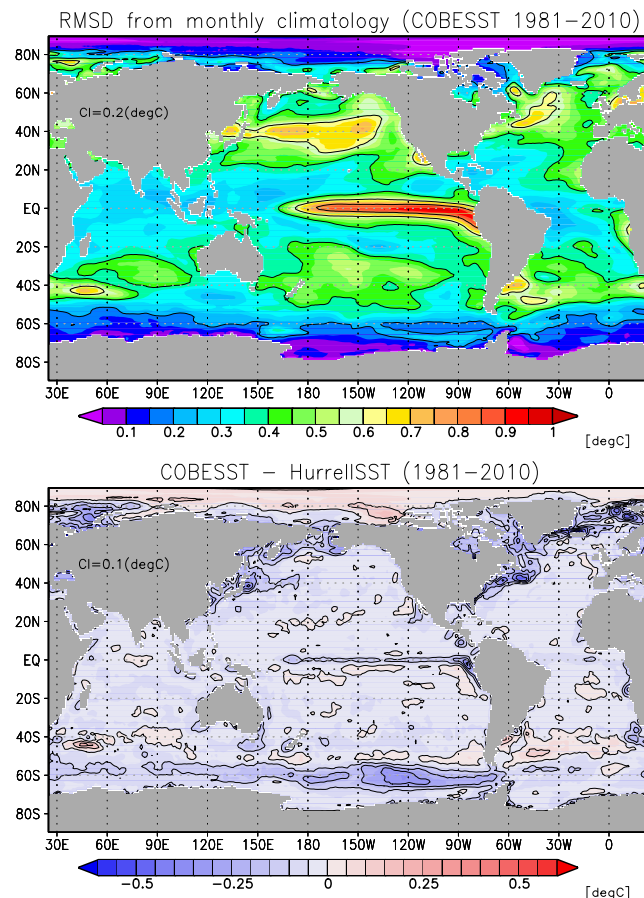 RMSD from monthly climatology (COBESST 1981−2010)
80N
60N
40N
20N
EQ
20S
40S
60S
80S
CI=0.2(degC)
30E 60E 90E 120E 150E 180 150W 120W 90W 60W 30W 0
0.1 0.2 0.3 0.4 0.5 0.6 0.7 0.8 0.9 1
[degC]
COBESST − HurrellSST (1981−2010)
80N
60N
40N
20N
EQ
20S
40S
60S
80S
CI=0.1(degC)
30E 60E 90E 120E 150E 180 150W 120W 90W 60W 30W 0
−0.5 −0.25 0 0.25 0.5
[degC]